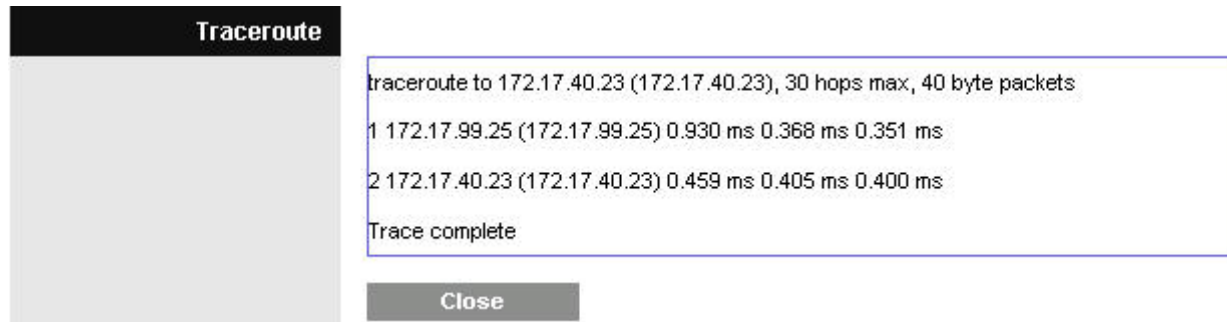 Traceroute
traceroute to 172.17.40.23 (172.17.40.23), 30 hops max, 40 byte packets
1 172.17.99.25 (172.17.99.25) 0.930 ms 0.368 ms 0.351 ms
2 172.17.40.23 (172.17.40.23) 0.459 ms 0.405 ms 0.400 ms
Trace complete
Close